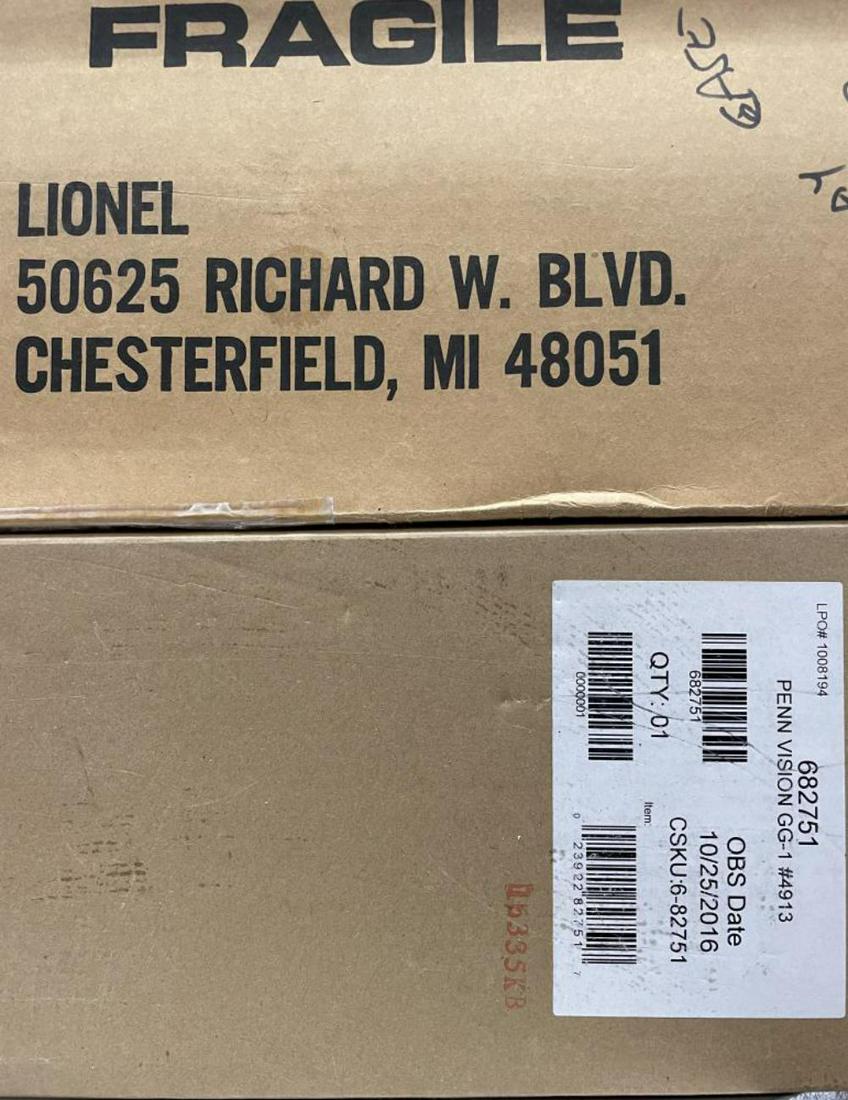 FRAGILE
LIONEL
50625 RICHARD W. BLVD.
CHESTERFIELD, MI 48051
LPO# 1008194
682751
PENN VISION GG-1 #4913
682751
OBS Date
10/25/2016
QTY: 01
0000001
Item:
CSKU:6-82751
0 23922 82751 7